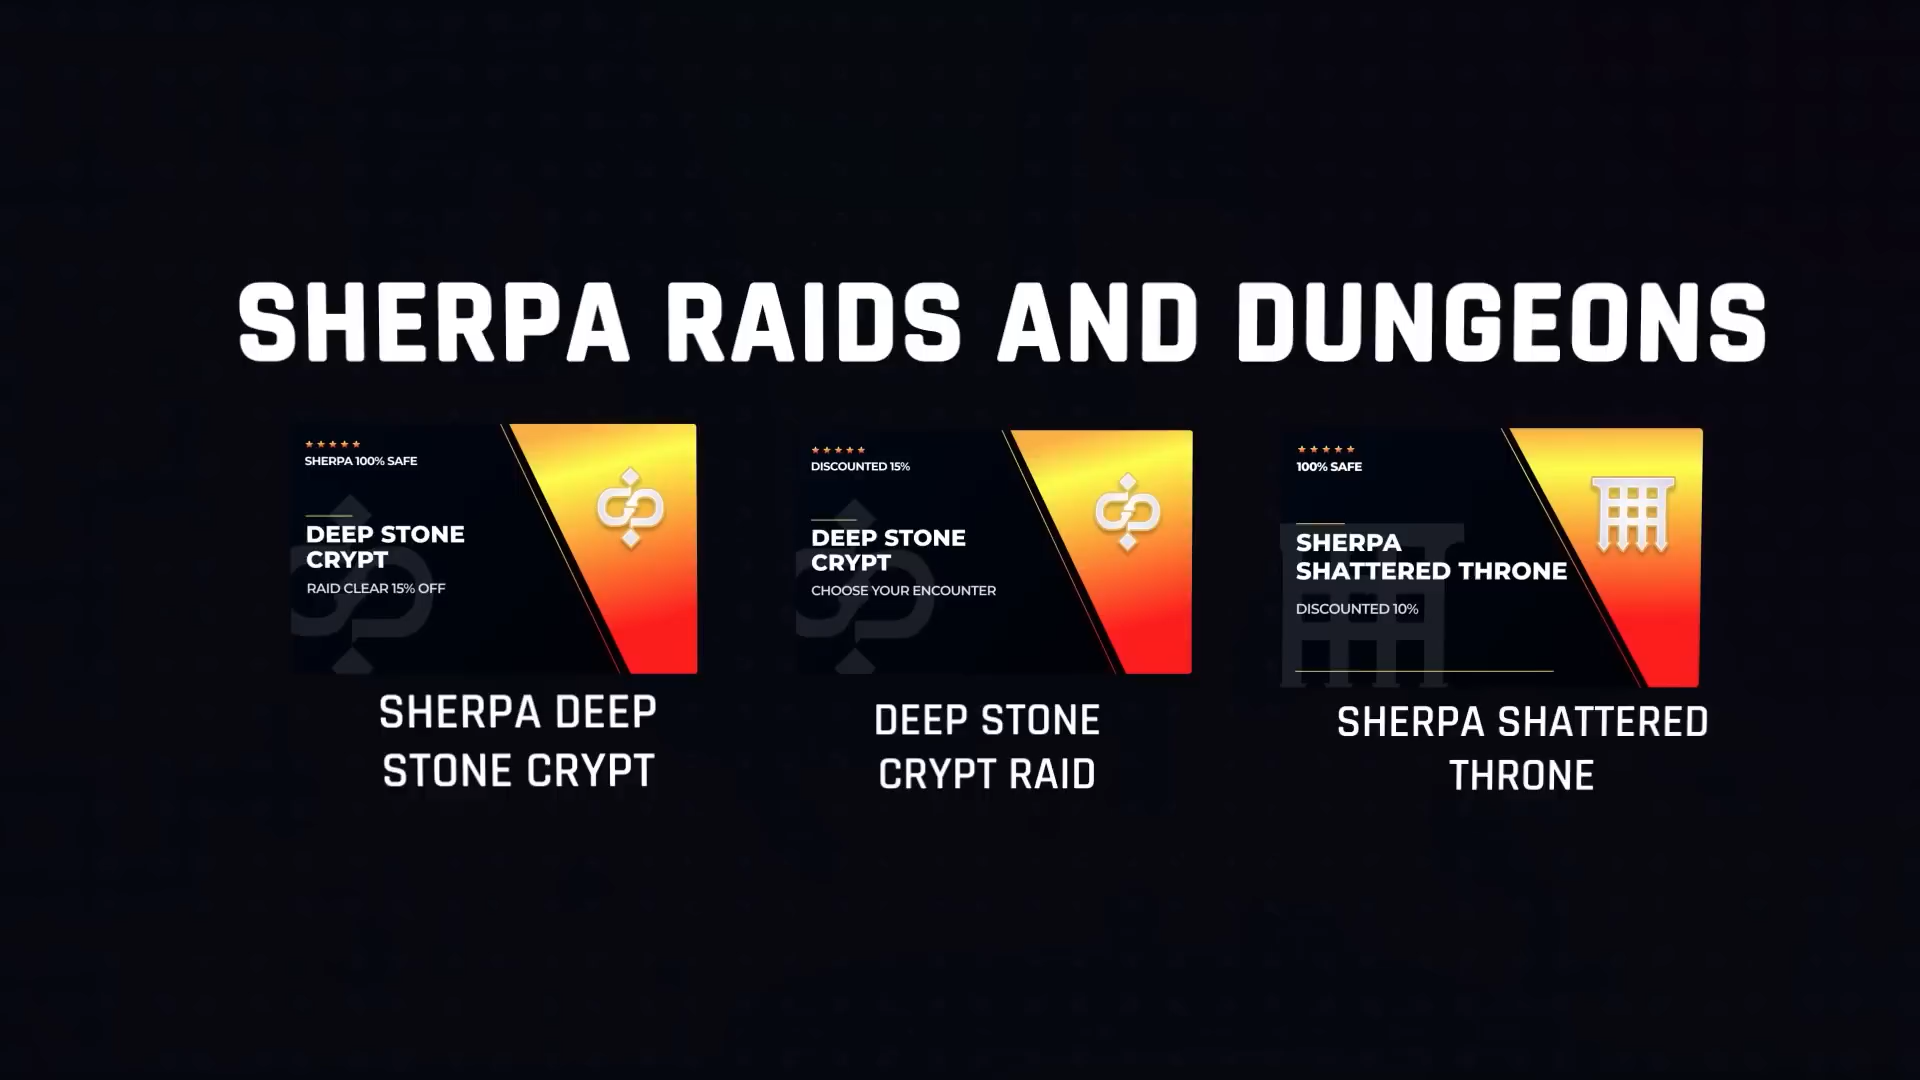 SHERPA RAIDS AND DUNGEONS
SHERPA 100% SAFE
DEEP STONE
CRYPT
RAID CLEAR 15% OFF
SHERPA DEEP
STONE CRYPT
DISCOUNTED 15%
DEEP STONE
CRYPT
CHOOSE YOUR ENCOUNTER
DEEP STONE
CRYPT RAID
100% SAFE
SHERPA
SHATTERED THRONE
DISCOUNTED 10%
SHERPA SHATTERED
THRONE